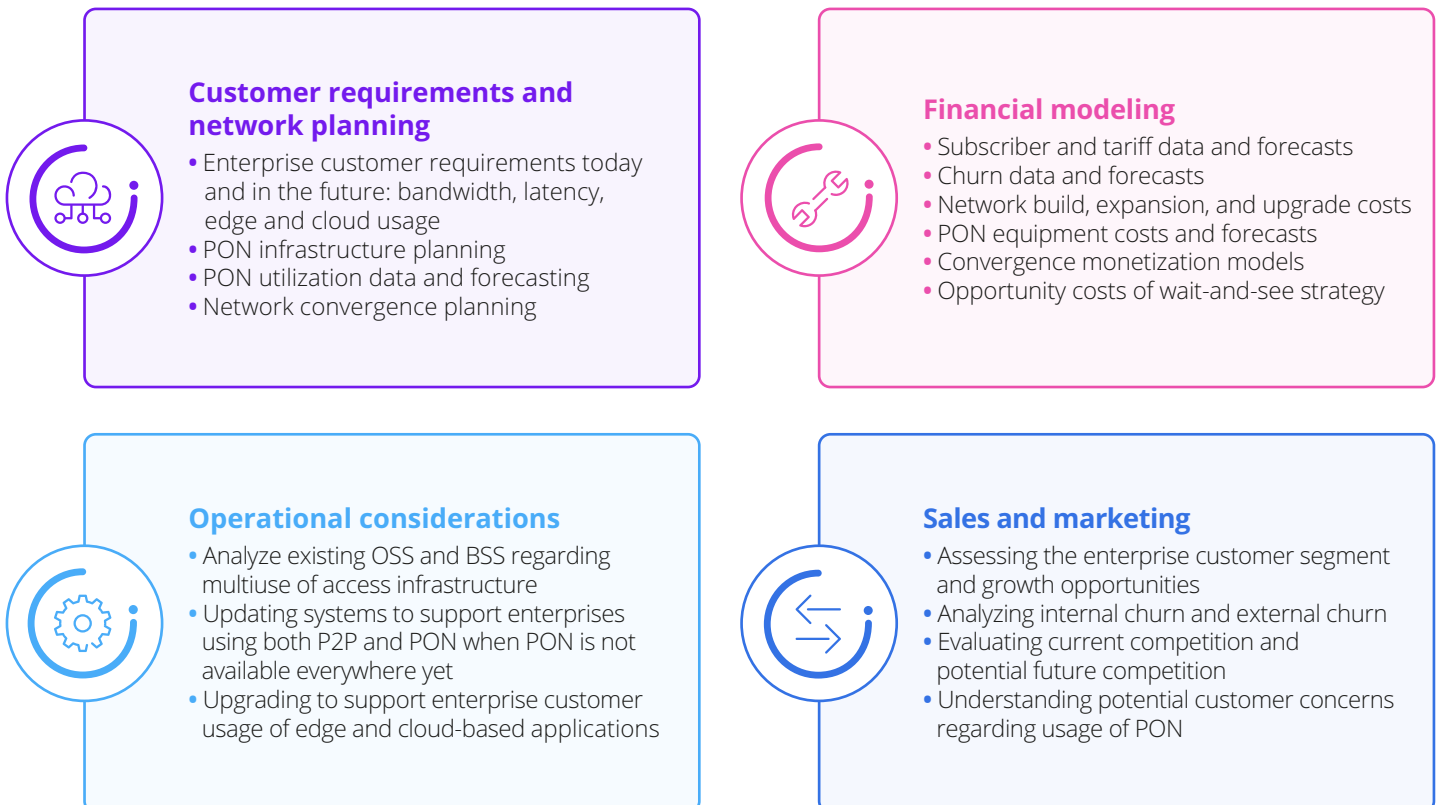 Customer requirements and
network planning
• Enterprise customer requirements today
and in the future: bandwidth, latency,
edge and cloud usage
• PON infrastructure planning
• PON utilization data and forecasting
• Network convergence planning
Financial modeling
• Subscriber and tariff data and forecasts
• Churn data and forecasts
• Network build, expansion, and upgrade costs
• PON equipment costs and forecasts
• Convergence monetization models
• Opportunity costs of wait-and-see strategy
Operational considerations
• Analyze existing OSS and BSS regarding
multiuse of access infrastructure
• Updating systems to support enterprises
using both P2P and PON when PON is not
available everywhere yet
• Upgrading to support enterprise customer
usage of edge and cloud-based applications
Sales and marketing
• Assessing the enterprise customer segment
and growth opportunities
• Analyzing internal churn and external churn
• Evaluating current competition and
potential future competition
• Understanding potential customer concerns
regarding usage of PON